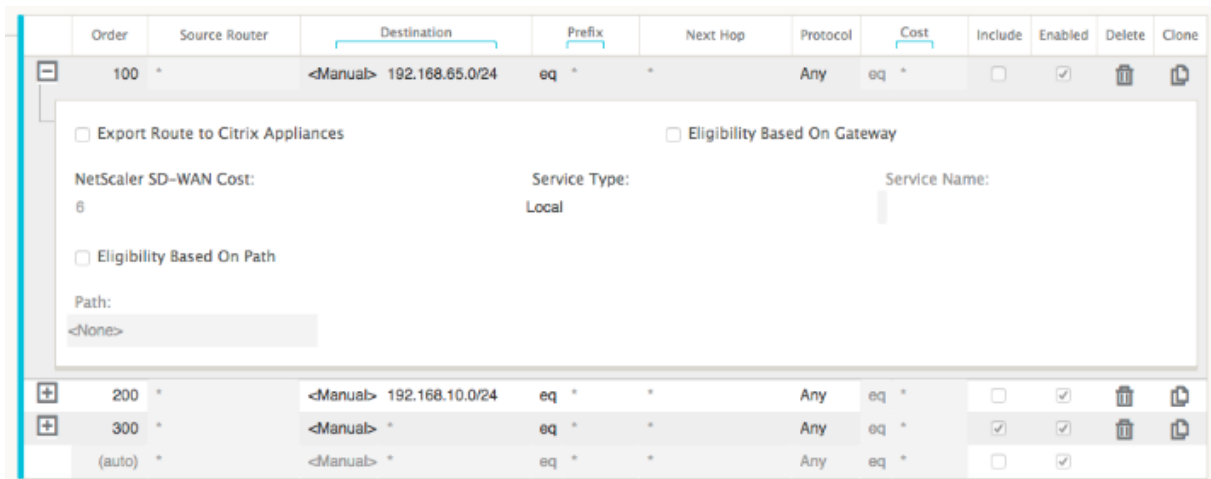 Order Source Router Destination Prefix Next Hop Protocol Cost Include Enabled Delete Clone
100 * <Manual> 192.168.65.0/24 eq * * Any eq *
Export Route to Citrix Appliances Eligibility Based On Gateway
NetScaler SD-WAN Cost: Service Type: Service Name:
6 Local
Eligibility Based On Path
Path:
<None>
200 * <Manual> 192.168.10.0/24 eq * * Any eq *
300 * <Manual> * eq * * Any eq *
(auto) * <Manual> * eq * * Any eq *